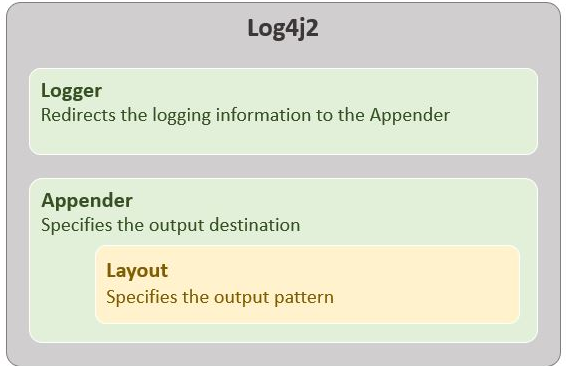 Log4j2
Logger
Redirects the logging information to the Appender
Appender
Specifies the output destination
Layout
Specifies the output pattern